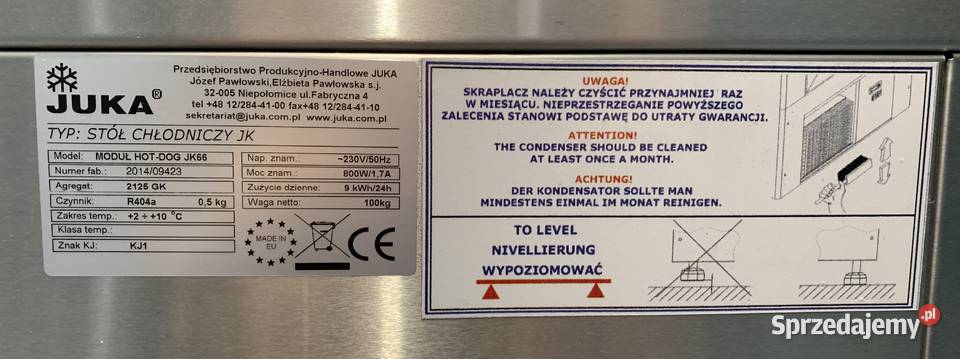 JUKA®
Przedsiębiorstwo Produkcyjno-Handlowe JUKA
Józef Pawłowski,Elżbieta Pawłowska s.j.
32-005 Niepołomice ul.Fabryczna 4
tel +48 12/284-41-00 fax+48 12/284-41-10
sekretariat@juka.com.pl www.juka.com.pl
TYP: STÓŁ CHŁODNICZY JK
Model: MODUŁ HOT-DOG JK66
Numer fab.: 2014/09423
Agregat: 2125 GK
Czynnik: R404a 0,5 kg
Zakres temp.: +2 ÷ +10 °C
Klasa temp.:
Znak KJ: KJ1
Nap. znam.: ~230V/50Hz
Moc znam.: 800W/1,7A
Zużycie dzienne: 9 kWh/24h
Waga netto: 100kg
MADE IN
EU
CE
UWAGA!
SKRAPLACZ NALEŻY CZYŚCIĆ PRZYNAJMNIEJ RAZ
W MIESIĄCU. NIEPRZESTRZEGANIE POWYŻSZEGO
ZALECENIA STANOWI PODSTAWĘ DO UTRATY GWARANCJI.
ATTENTION!
THE CONDENSER SHOULD BE CLEANED
AT LEAST ONCE A MONTH.
ACHTUNG!
DER KONDENSATOR SOLLTE MAN
MINDESTENS EINMAL IM MONAT REINIGEN.
TO LEVEL
NIVELLIERUNG
WYPOZIOMOWAĆ
Sprzedajemy.pl